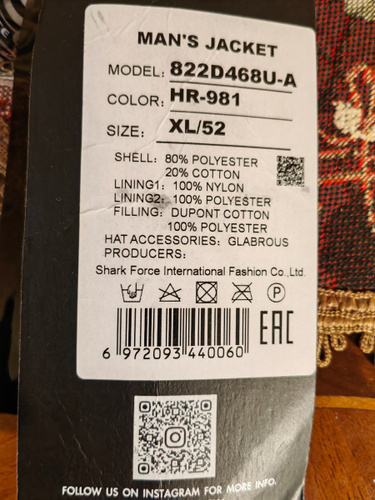 MAN'S JACKET
MODEL: 822D468U-A
COLOR: HR-981
SIZE: XL/52
SHELL: 80% POLYESTER
20% COTTON
LINING1: 100% NYLON
LINING2: 100% POLYESTER
FILLING: DUPONT COTTON
100% POLYESTER
HAT ACCESSORIES: GLABROUS
PRODUCERS:
Shark Force International Fashion Co.,Ltd.
P
EAC
6 972093 440060
FOLLOW US ON INSTAGRAM FOR MORE INFO.